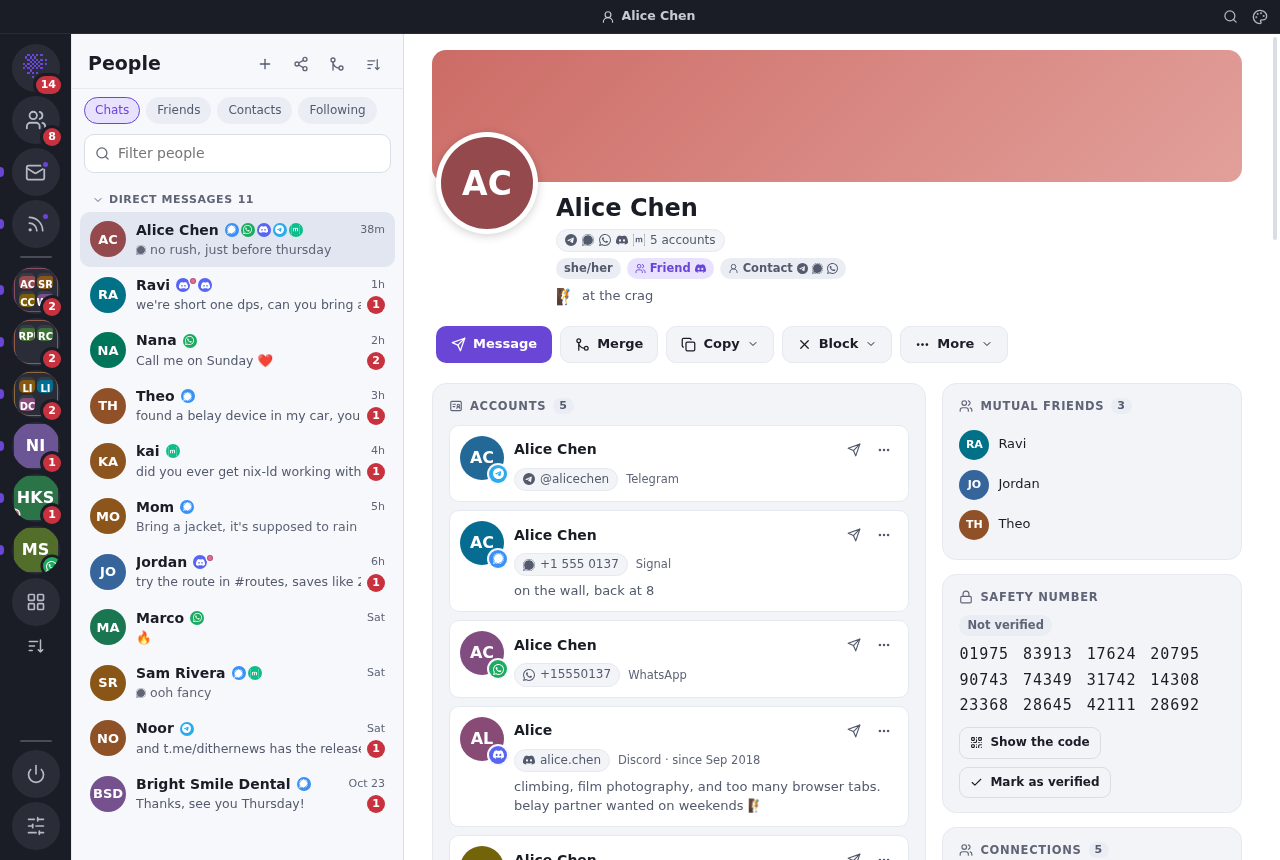 Alice Chen
14
8
AC SR
CC
2
RP RC
2
LI LI
DC
2
NI
1
HKS
1
MS
People
Chats Friends Contacts Following
Filter people
DIRECT MESSAGES 11
AC Alice Chen 38m
no rush, just before thursday
RA Ravi 1h
we're short one dps, can you bring a 1
NA Nana 2h
Call me on Sunday ❤️ 2
TH Theo 3h
found a belay device in my car, you 1
KA kai m 4h
did you ever get nix-ld working with 1
MO Mom 5h
Bring a jacket, it's supposed to rain
JO Jordan 6h
try the route in #routes, saves like 2 1
MA Marco Sat
🔥
SR Sam Rivera m Sat
ooh fancy
NO Noor Sat
and t.me/dithernews has the release 1
BSD Bright Smile Dental Oct 23
Thanks, see you Thursday! 1
AC
Alice Chen
m 5 accounts
she/her Friend Contact
🧗 at the crag
Message Merge Copy Block More
ACCOUNTS 5
AC Alice Chen
@alicechen Telegram
AC Alice Chen
+1 555 0137 Signal
on the wall, back at 8
AC Alice Chen
+15550137 WhatsApp
AL Alice
alice.chen Discord · since Sep 2018
climbing, film photography, and too many browser tabs.
belay partner wanted on weekends 🧗
Alice Chen
MUTUAL FRIENDS 3
RA Ravi
JO Jordan
TH Theo
SAFETY NUMBER
Not verified
01975 83913 17624 20795
90743 74349 31742 14308
23368 28645 42111 28692
Show the code
Mark as verified
CONNECTIONS 5